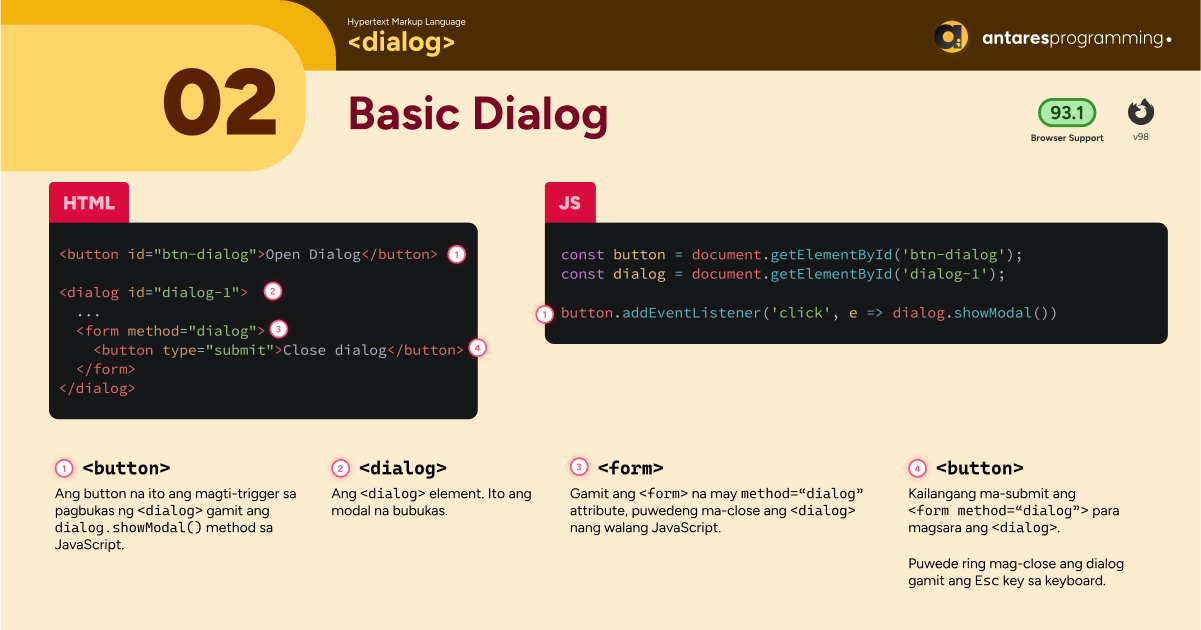 Hypertext Markup Language
<dialog>
antaresprogramming.
02
Basic Dialog
93.1
Browser Support
v98
HTML
<button id="btn-dialog">Open Dialog</button> 1
<dialog id="dialog-1"> 2
...
<form method="dialog"> 3
<button type="submit">Close dialog</button> 4
</form>
</dialog>
JS
const button = document.getElementById('btn-dialog');
const dialog = document.getElementById('dialog-1');
1 button.addEventListener('click', e => dialog.showModal())
1 <button>
Ang button na ito ang magti-trigger sa
pagbukas ng <dialog> gamit ang
dialog.showModal() method sa
JavaScript.
2 <dialog>
Ang <dialog> element. Ito ang
modal na bubukas.
3 <form>
Gamit ang <form> na may method=“dialog”
attribute, puwedeng ma-close ang <dialog>
nang walang JavaScript.
4 <button>
Kailangang ma-submit ang
<form method=“dialog”> para
magsara ang <dialog>.
Puwede ring mag-close ang dialog
gamit ang Esc key sa keyboard.